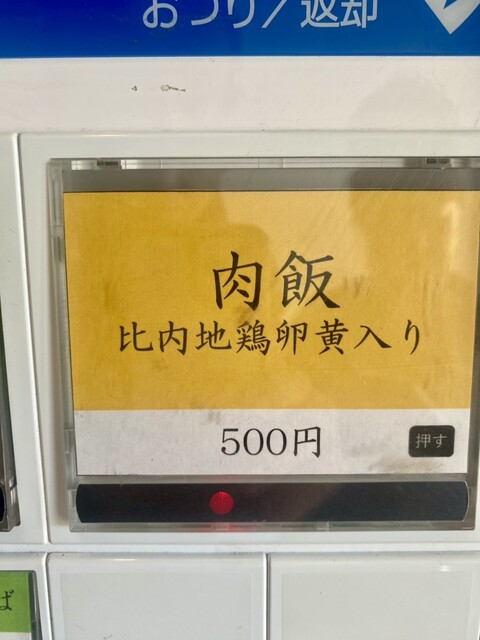 おつり／返却
肉飯
比内地鶏卵黄入り
500円
押す
ば